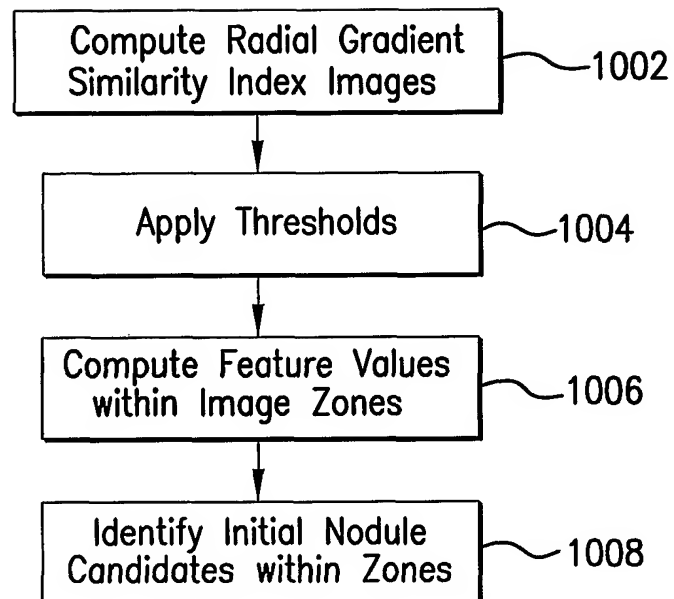 Compute Radial Gradient
Similarity Index Images
1002
Apply Thresholds
1004
Compute Feature Values
within Image Zones
1006
Identify Initial Nodule
Candidates within Zones
1008